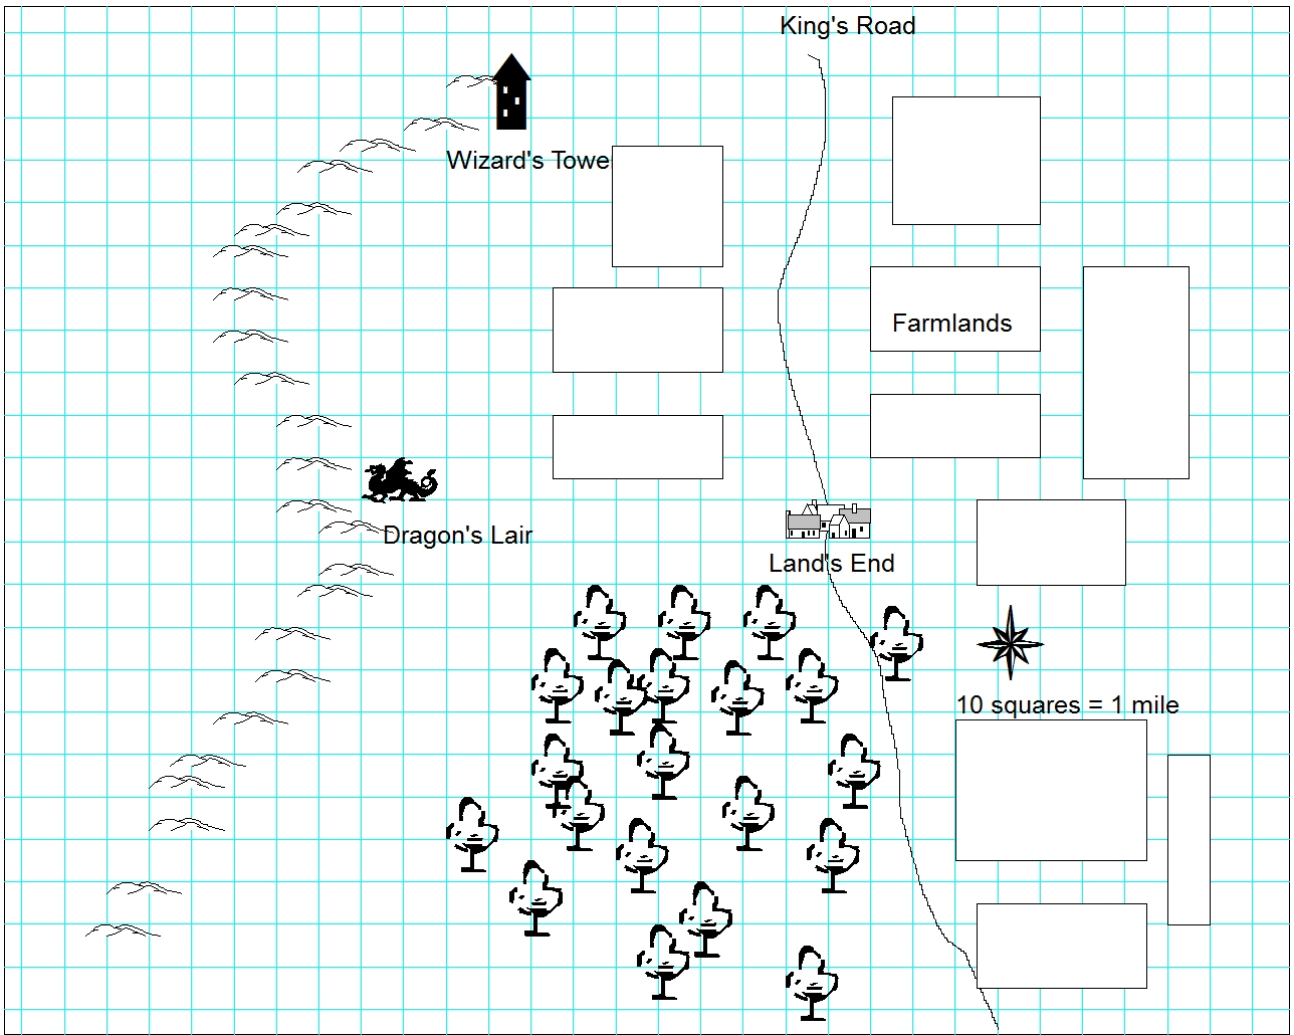 King's Road
Wizard's Towe
Farmlands
Dragon's Lair
Land's End
10 squares = 1 mile